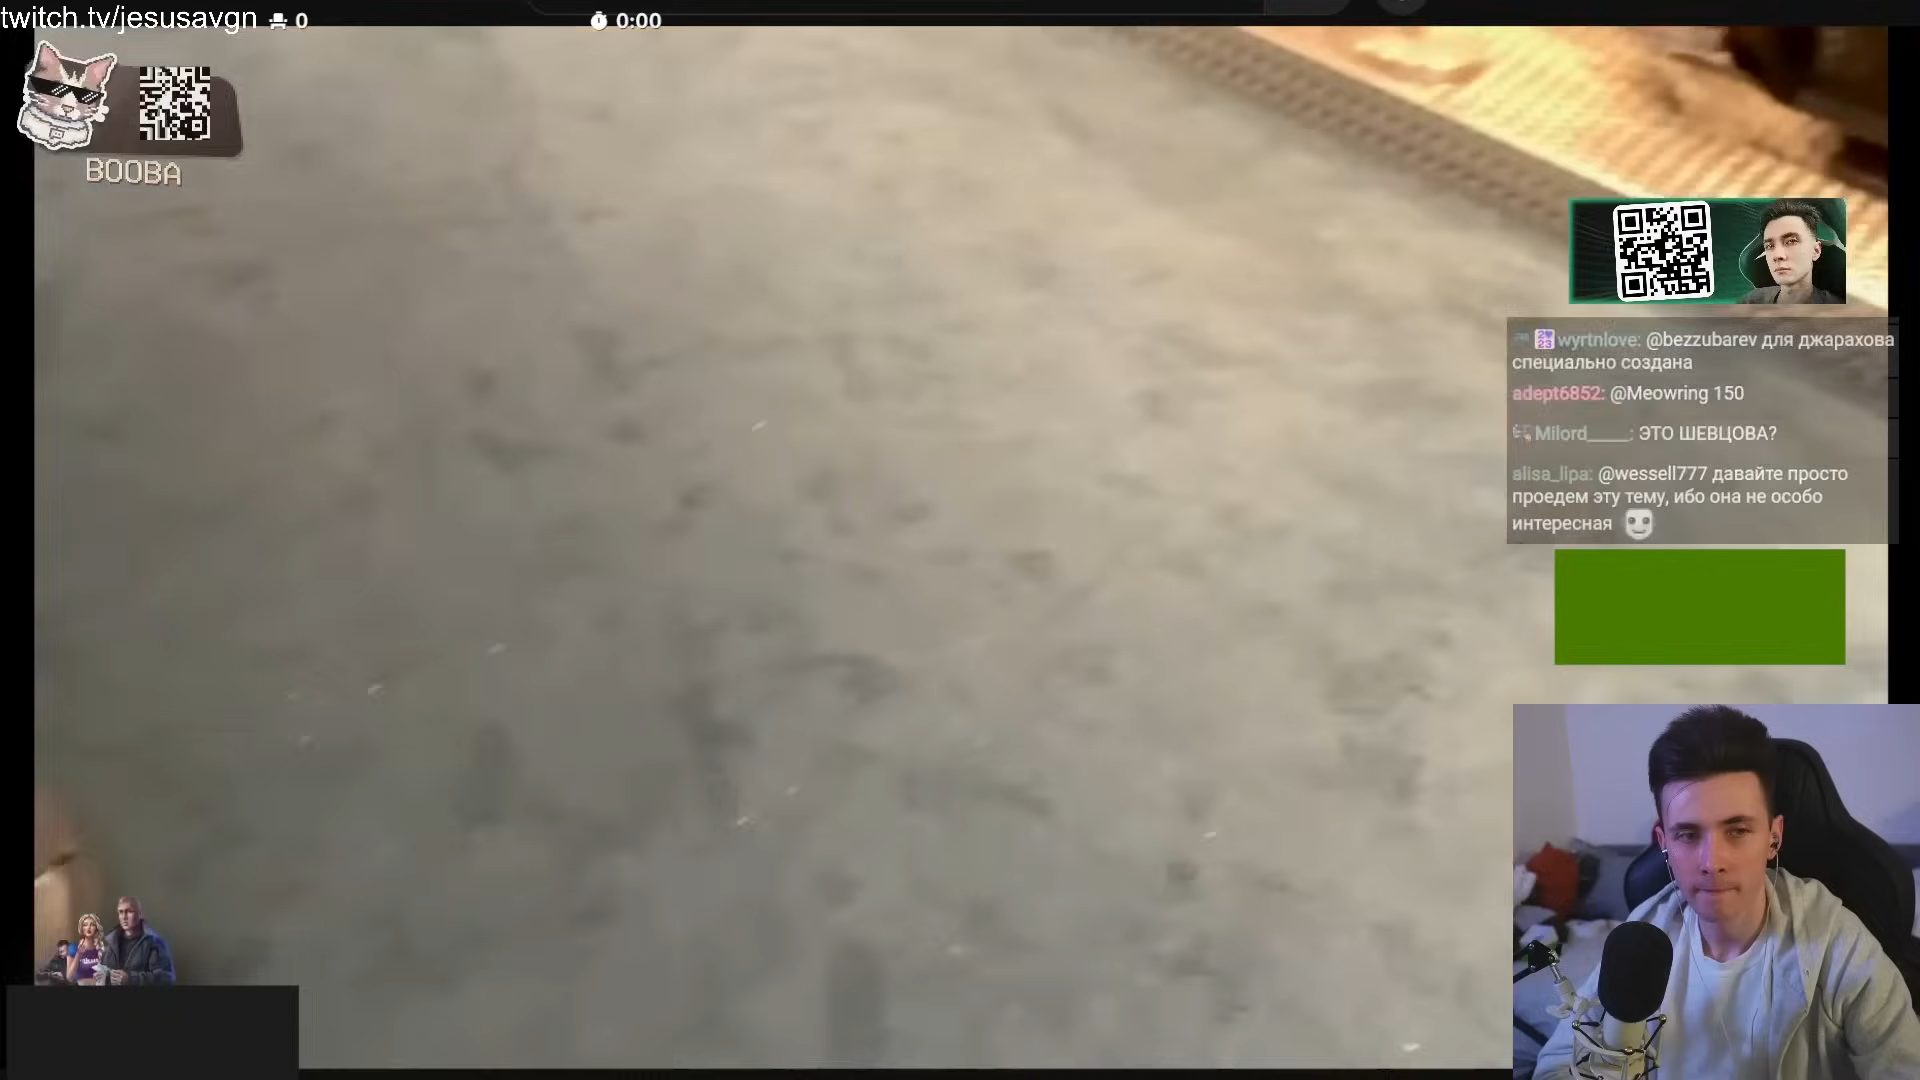 twitch.tv/jesusavgn 0 0:00
BOOBA
wyrtnlove: @bezzubarev для джарахова
специально создана
adept6852: @Meowring 150
Milord_____: ЭТО ШЕВЦОВА?
alisa_lipa: @wessell777 давайте просто
проедем эту тему, ибо она не особо
интересная